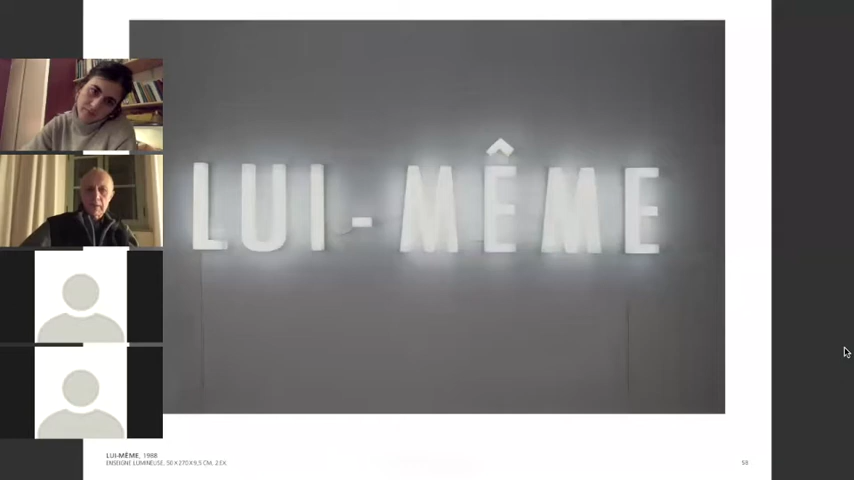 LUI-MÊME
LUI-MÊME, 1988
ENSEIGNE LUMINEUSE, 50 X 270 X 9,5 CM, 2 EX.
58